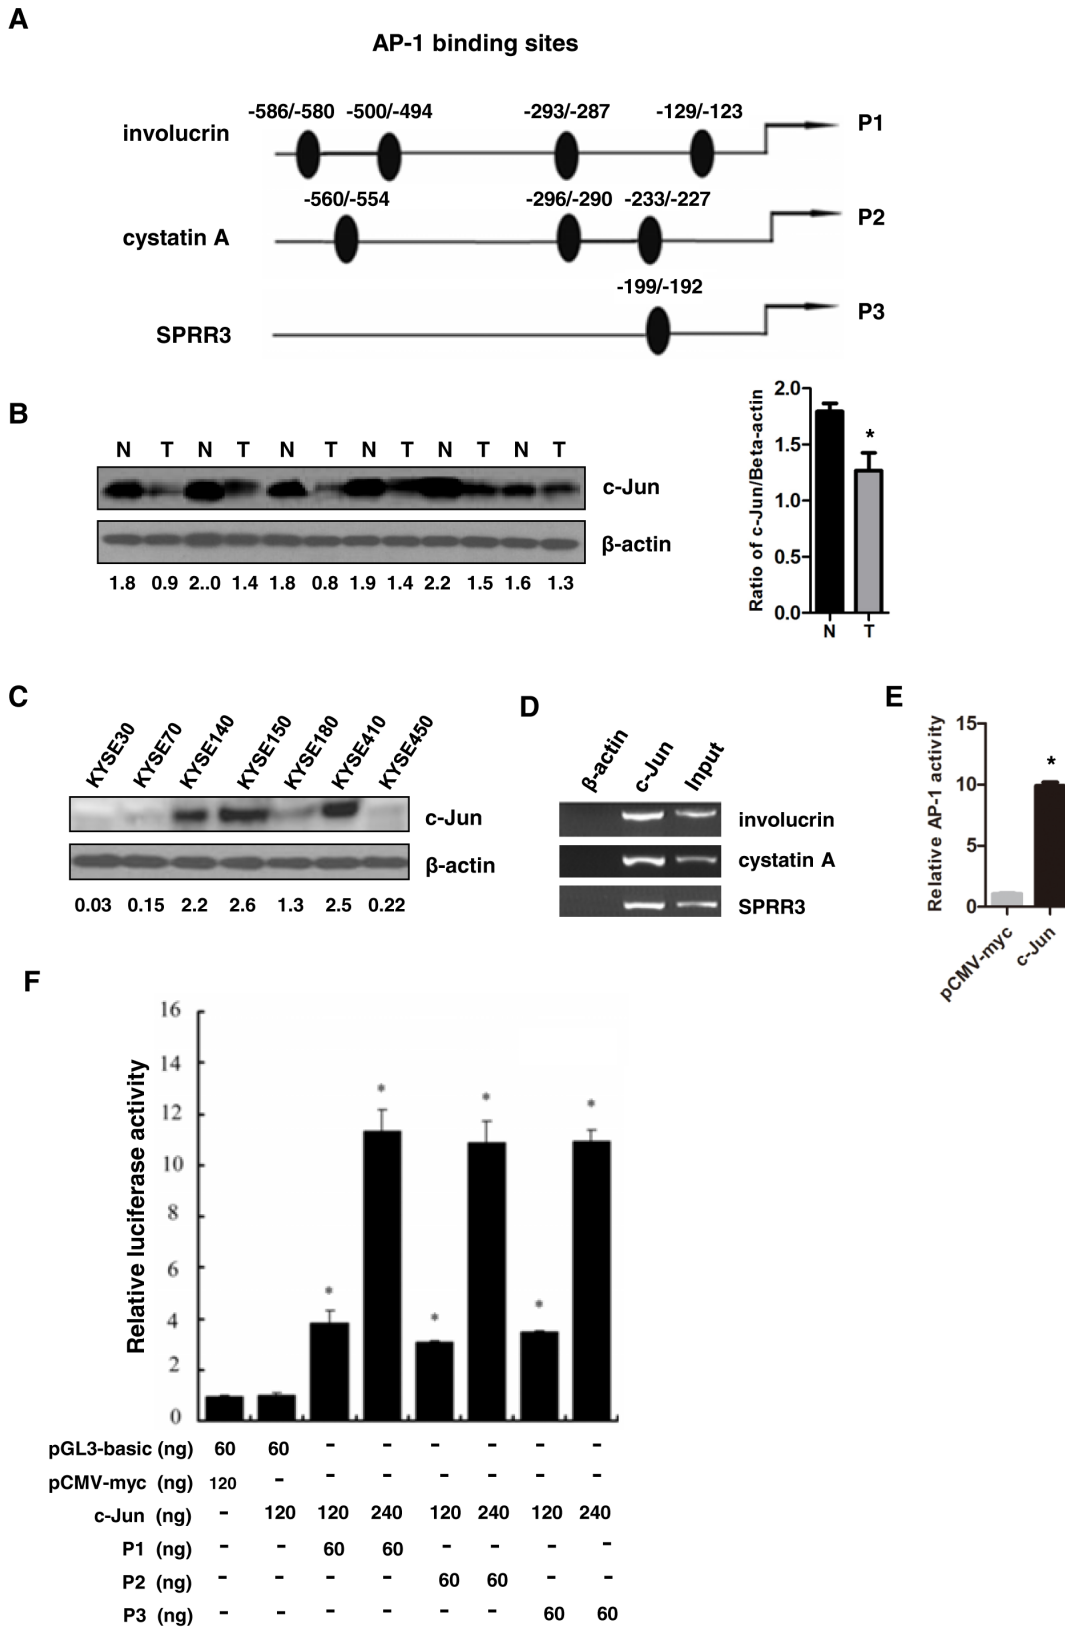 A
AP-1 binding sites
-586/-580 -500/-494 -293/-287 -129/-123
involucrin P1
-560/-554 -296/-290 -233/-227
cystatin A P2
-199/-192
SPRR3 P3
B
N T N T N T N T N T N T
c-Jun
β-actin
1.8 0.9 2..0 1.4 1.8 0.8 1.9 1.4 2.2 1.5 1.6 1.3
Ratio of c-Jun/Beta-actin
2.0
1.5
1.0
0.5
0.0
*
N T
C
KYSE30 KYSE70 KYSE140 KYSE150 KYSE180 KYSE410 KYSE450
c-Jun
β-actin
0.03 0.15 2.2 2.6 1.3 2.5 0.22
D
β-actin c-Jun Input
involucrin
cystatin A
SPRR3
E
Relative AP-1 activity
15
10
5
0
*
pCMV-myc c-Jun
F
Relative luciferase activity
16
14
12
10
8
6
4
2
0
* * * * * *
pGL3-basic (ng) 60 60 - - - - - -
pCMV-myc (ng) 120 - - - - - - -
c-Jun (ng) - 120 120 240 120 240 120 240
P1 (ng) - - 60 60 - - - -
P2 (ng) - - - - 60 60 - -
P3 (ng) - - - - - - 60 60